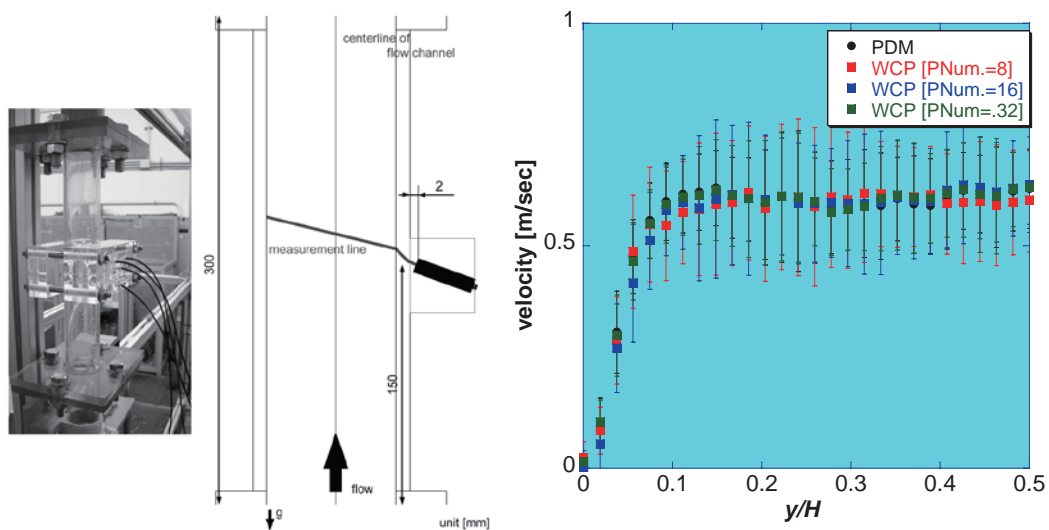 centerline of
flow channel
2
measurement line
300
150
flow
g
unit [mm]
1
PDM
WCP [PNum.=8]
WCP [PNum.=16]
WCP [PNum=.32]
velocity [m/sec]
0.5
0
0 0.1 0.2 0.3 0.4 0.5
y/H